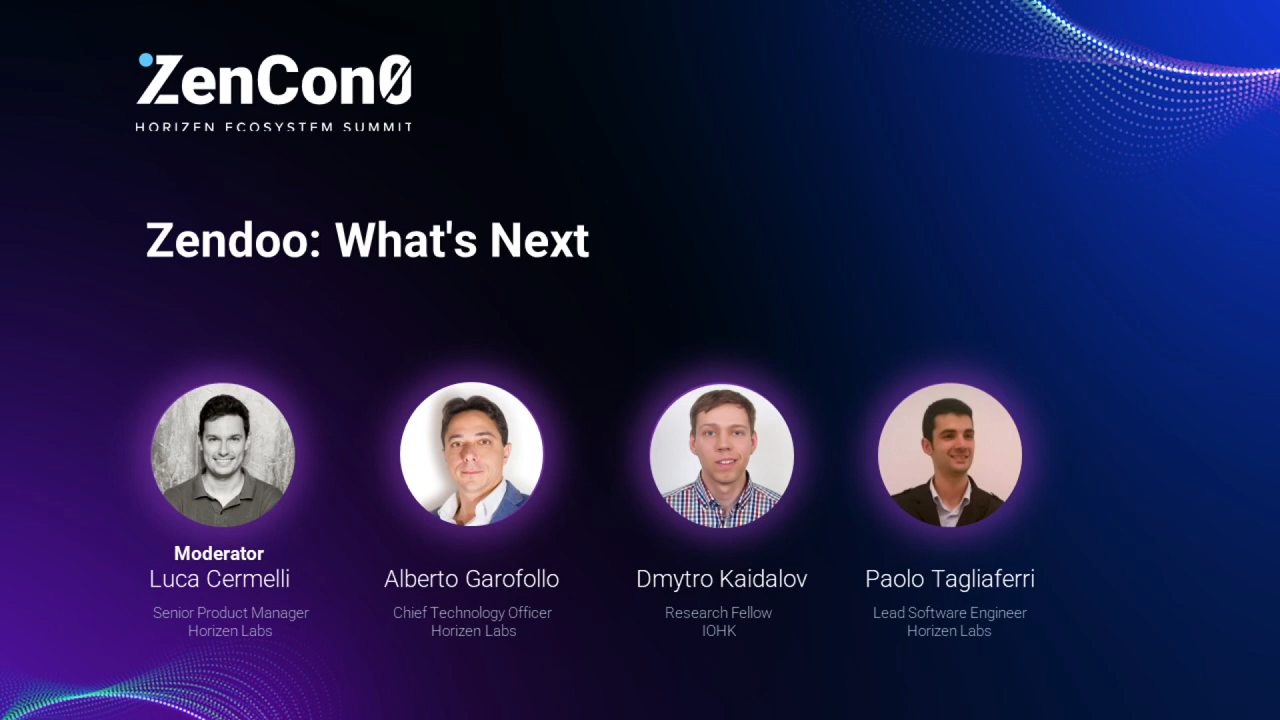 ZenCon0
HORIZEN ECOSYSTEM SUMMIT
Zendoo: What's Next
Moderator
Luca Cermelli
Senior Product Manager
Horizen Labs
Alberto Garofollo
Chief Technology Officer
Horizen Labs
Dmytro Kaidalov
Research Fellow
IOHK
Paolo Tagliaferri
Lead Software Engineer
Horizen Labs